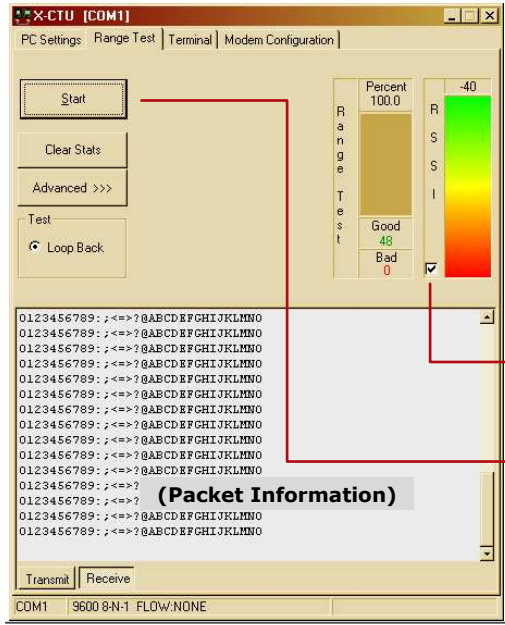 X-CTU [COM1]
PC Settings Range Test Terminal Modem Configuration
Start
Clear Stats
Advanced >>>
Test
Loop Back
Range Test
Percent
100.0
Good
48
Bad
0
RSSI
-40
0123456789:;<=>?@ABCDEFGHIJKLMNO
0123456789:;<=>?@ABCDEFGHIJKLMNO
0123456789:;<=>?@ABCDEFGHIJKLMNO
0123456789:;<=>?@ABCDEFGHIJKLMNO
0123456789:;<=>?@ABCDEFGHIJKLMNO
0123456789:;<=>?@ABCDEFGHIJKLMNO
0123456789:;<=>?@ABCDEFGHIJKLMNO
0123456789:;<=>?@ABCDEFGHIJKLMNO
0123456789:;<=>?@ABCDEFGHIJKLMNO
0123456789:;<=>?@ABCDEFGHIJKLMNO
0123456789:;<=>?@ABCDEFGHIJKLMNO
0123456789:;<=>?
0123456789:;<=>?
(Packet Information)
0123456789:;<=>?@ABCDEFGHIJKLMNO
0123456789:;<=>?@ABCDEFGHIJKLMNO
Transmit Receive
COM1 9600 8-N-1 FLOW:NONE